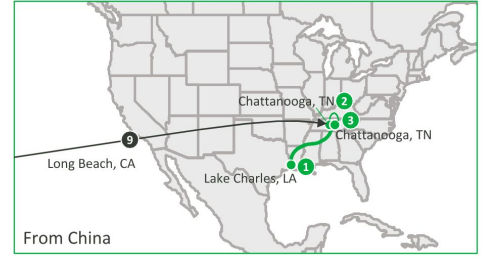 Chattanooga, TN 2
3
Chattanooga, TN
9
Long Beach, CA
1
Lake Charles, LA
From China